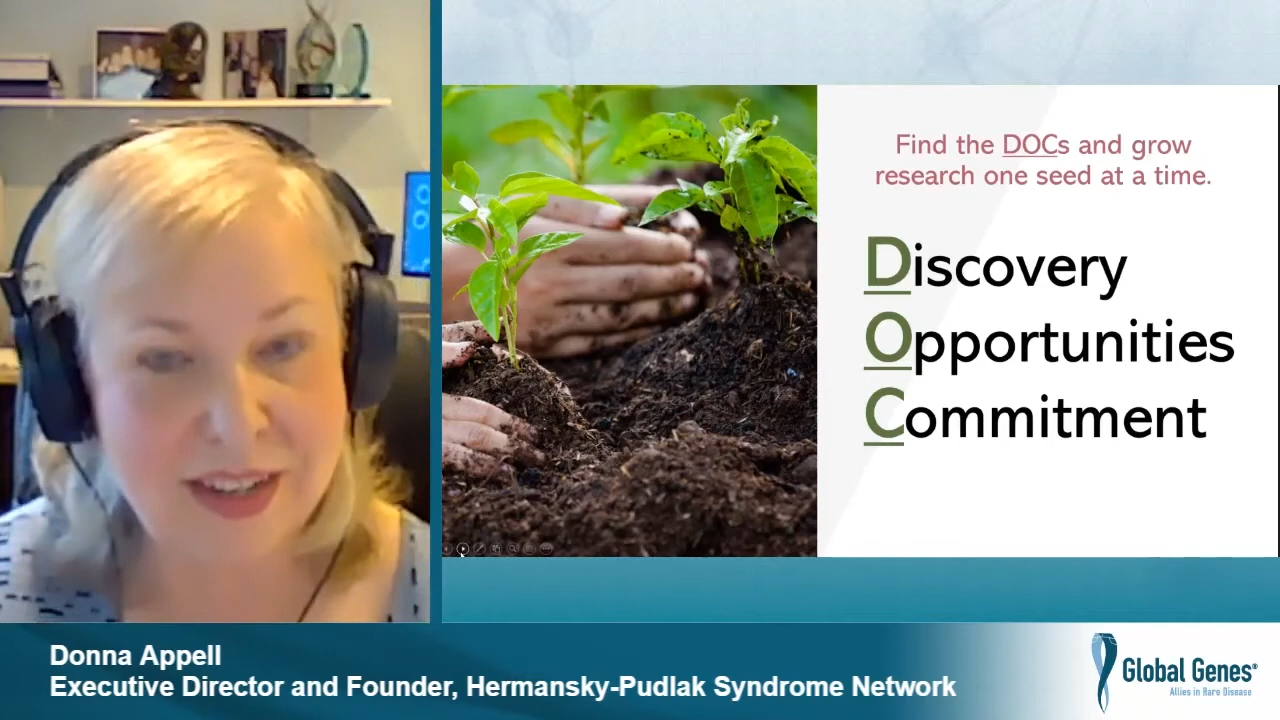 Find the DOCs and grow
research one seed at a time.
Discovery
Opportunities
Commitment
Donna Appell
Executive Director and Founder, Hermansky-Pudlak Syndrome Network
Global Genes®
Allies in Rare Disease